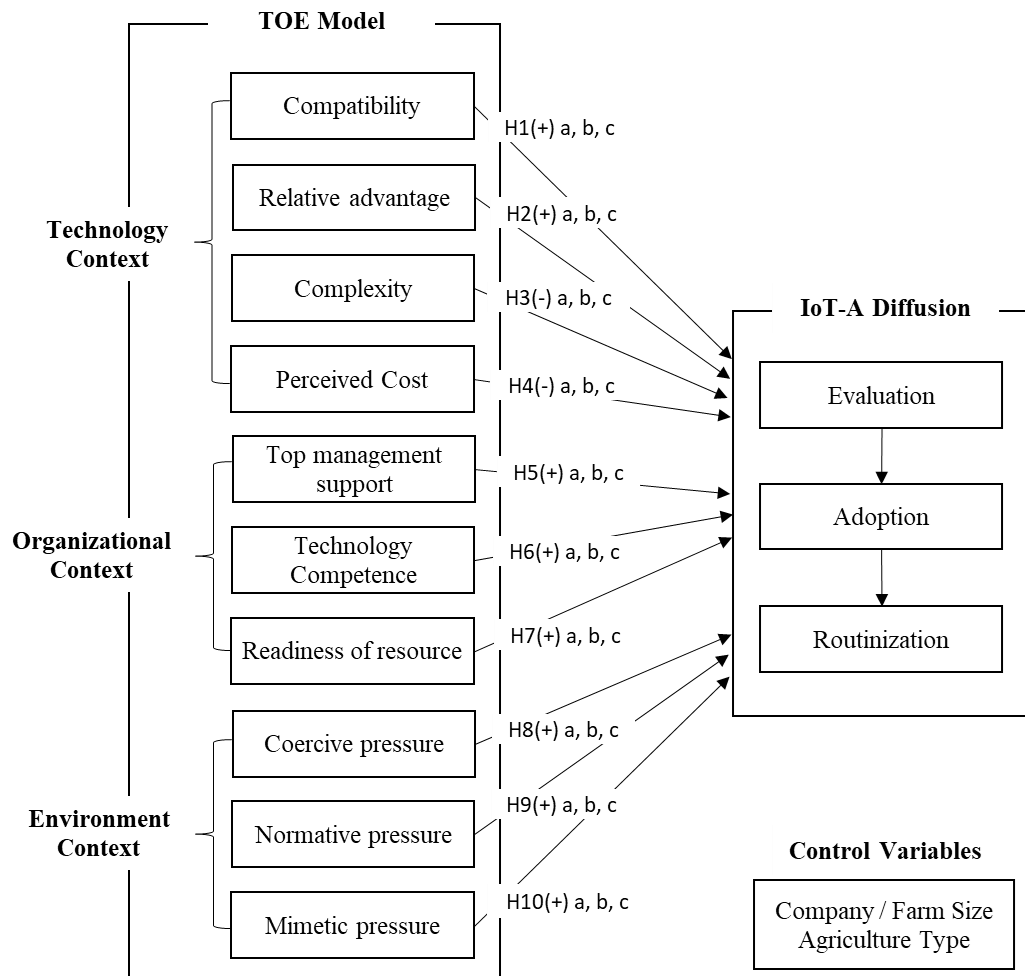 TOE Model
Technology
Context
Compatibility
Relative advantage
Complexity
Perceived Cost
Organizational
Context
Top management
support
Technology
Competence
Readiness of resource
Environment
Context
Coercive pressure
Normative pressure
Mimetic pressure
H1(+) a, b, c
H2(+) a, b, c
H3(-) a, b, c
H4(-) a, b, c
H5(+) a, b, c
H6(+) a, b, c
H7(+) a, b, c
H8(+) a, b, c
H9(+) a, b, c
H10(+) a, b, c
IoT-A Diffusion
Evaluation
Adoption
Routinization
Control Variables
Company / Farm Size
Agriculture Type